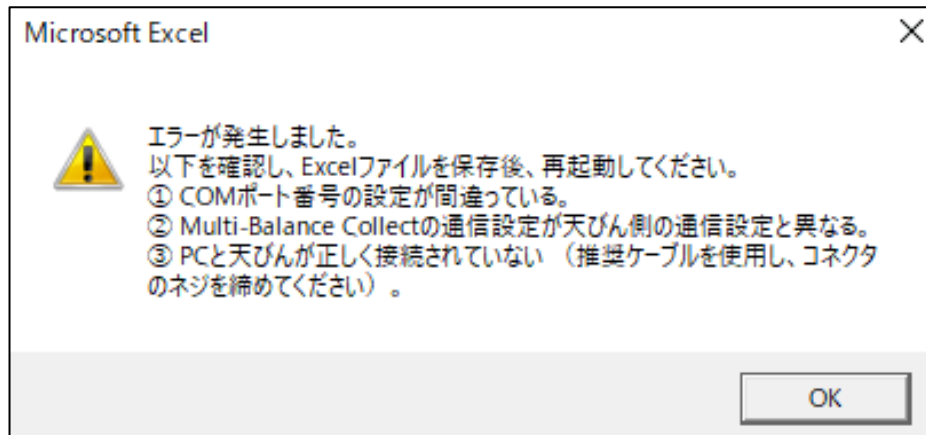 Microsoft Excel
エラーが発生しました。
以下を確認し、Excelファイルを保存後、再起動してください。
① COMポート番号の設定が間違っている。
② Multi-Balance Collectの通信設定が天びん側の通信設定と異なる。
③ PCと天びんが正しく接続されていない （推奨ケーブルを使用し、コネクタ
のネジを締めてください）。
OK